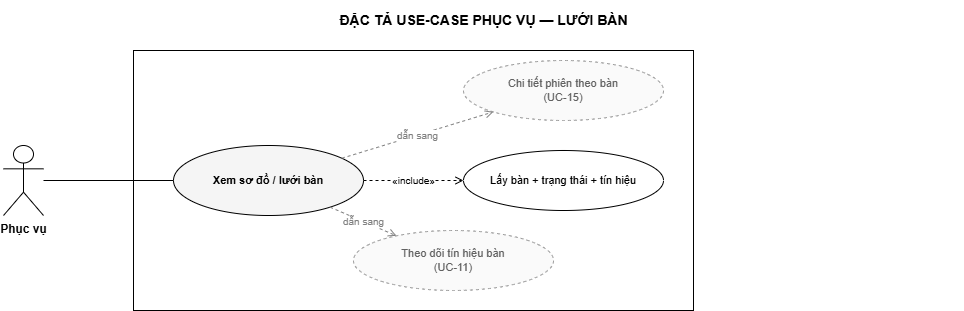 ĐẶC TẢ USE-CASE PHỤC VỤ — LƯỚI BÀN
Chi tiết phiên theo bàn
(UC-15)
dẫn sang
Xem sơ đồ / lưới bàn
«include»
Lấy bàn + trạng thái + tín hiệu
Phục vụ
dẫn sang
Theo dõi tín hiệu bàn
(UC-11)